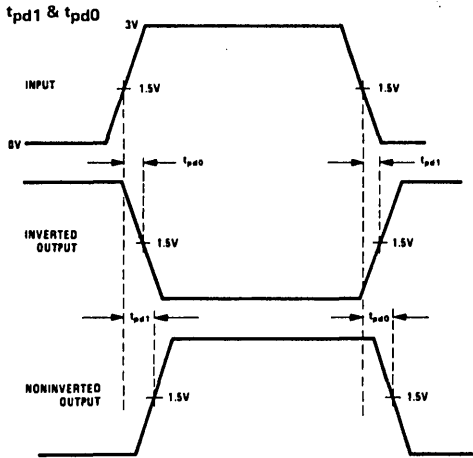 tpd1 & tpd0
3V
INPUT
1.5V
1.5V
0V
tpd0
tpd1
INVERTED
OUTPUT
1.5V
1.5V
tpd1
tpd0
NONINVERTED
OUTPUT
1.5V
1.5V